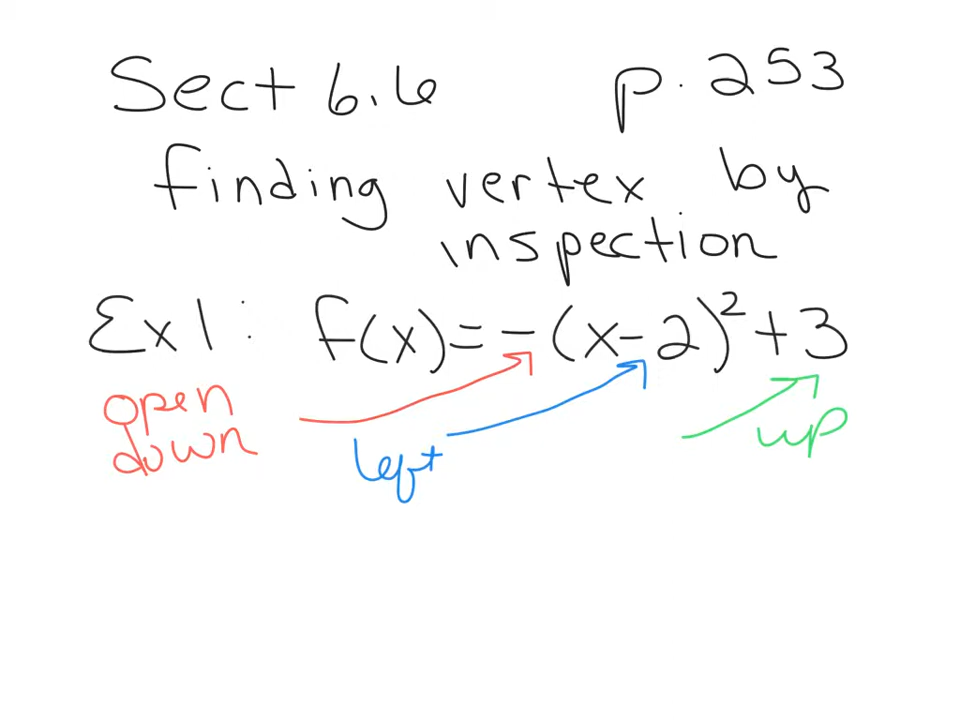 Sect 6.6 p. 253
finding vertex by
inspection
Ex 1: f(x) = -(x-2)² + 3
open
down
left
up